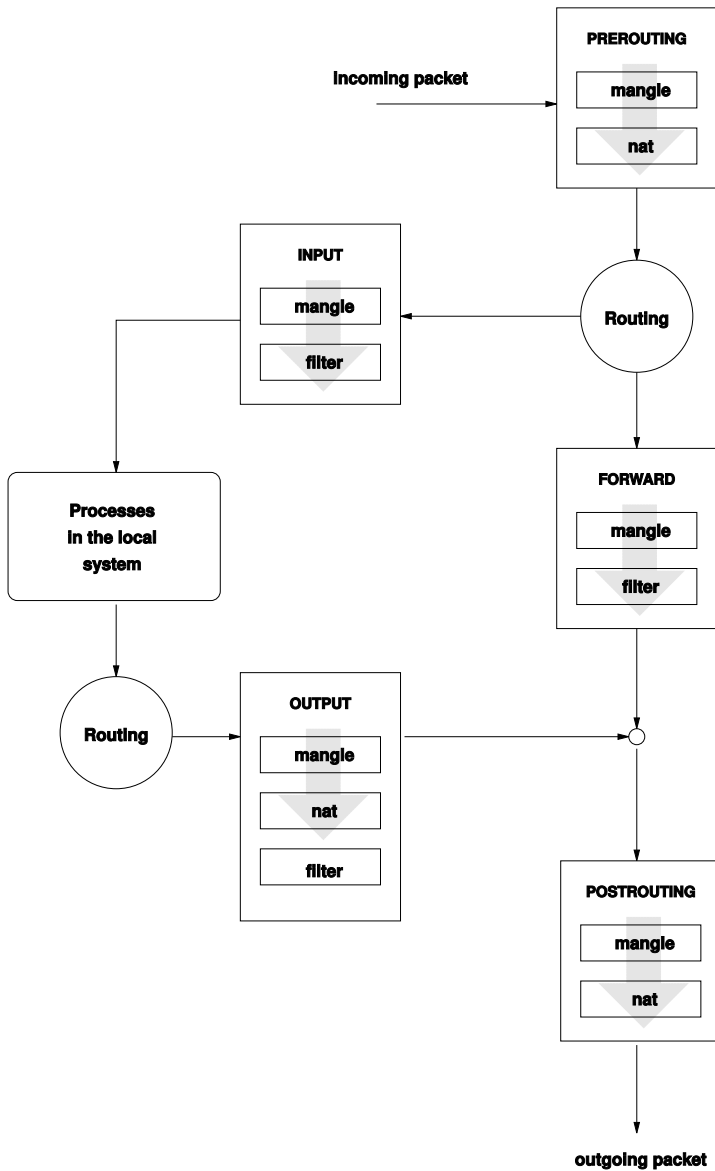 PREROUTING
incoming packet
mangle
nat
INPUT
mangle
filter
Routing
Processes
in the local
system
FORWARD
mangle
filter
Routing
OUTPUT
mangle
nat
filter
POSTROUTING
mangle
nat
outgoing packet